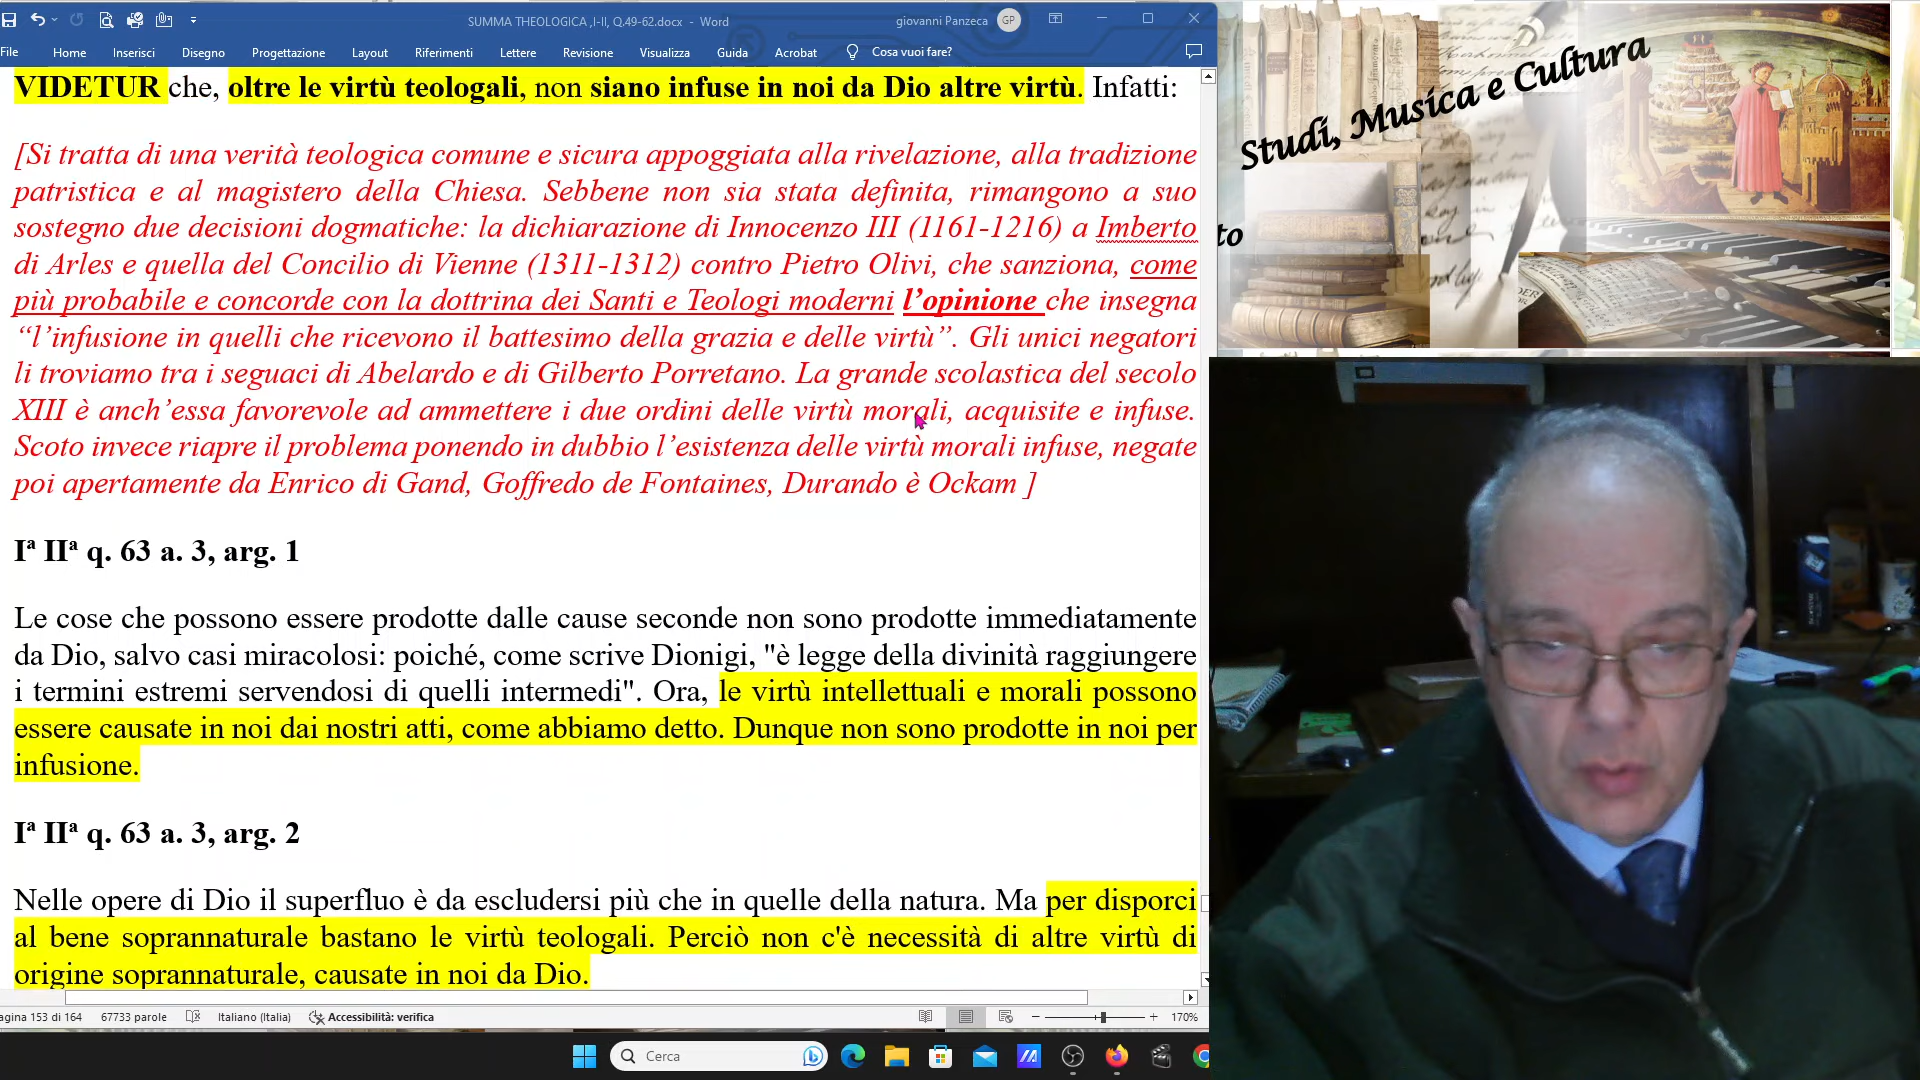 SUMMA THEOLOGICA ,I-II, Q.49-62.docx - Word
giovanni Panzeca GP
File Home Inserisci Disegno Progettazione Layout Riferimenti Lettere Revisione Visualizza Guida Acrobat Cosa vuoi fare?
VIDETUR che, oltre le virtù teologali, non siano infuse in noi da Dio altre virtù. Infatti:
[Si tratta di una verità teologica comune e sicura appoggiata alla rivelazione, alla tradizione
patristica e al magistero della Chiesa. Sebbene non sia stata definita, rimangono a suo
sostegno due decisioni dogmatiche: la dichiarazione di Innocenzo III (1161-1216) a Imberto
di Arles e quella del Concilio di Vienne (1311-1312) contro Pietro Olivi, che sanziona, come
più probabile e concorde con la dottrina dei Santi e Teologi moderni l’opinione che insegna
“l’infusione in quelli che ricevono il battesimo della grazia e delle virtù”. Gli unici negatori
li troviamo tra i seguaci di Abelardo e di Gilberto Porretano. La grande scolastica del secolo
XIII è anch’essa favorevole ad ammettere i due ordini delle virtù morali, acquisite e infuse.
Scoto invece riapre il problema ponendo in dubbio l’esistenza delle virtù morali infuse, negate
poi apertamente da Enrico di Gand, Goffredo de Fontaines, Durando è Ockam ]
Iª IIª q. 63 a. 3, arg. 1
Le cose che possono essere prodotte dalle cause seconde non sono prodotte immediatamente
da Dio, salvo casi miracolosi: poiché, come scrive Dionigi, "è legge della divinità raggiungere
i termini estremi servendosi di quelli intermedi". Ora, le virtù intellettuali e morali possono
essere causate in noi dai nostri atti, come abbiamo detto. Dunque non sono prodotte in noi per
infusione.
Iª IIª q. 63 a. 3, arg. 2
Nelle opere di Dio il superfluo è da escludersi più che in quelle della natura. Ma per disporci
al bene soprannaturale bastano le virtù teologali. Perciò non c'è necessità di altre virtù di
origine soprannaturale, causate in noi da Dio.
agina 153 di 164 67733 parole Italiano (Italia) Accessibilità: verifica 170%
Cerca
Studi, Musica e Cultura
to